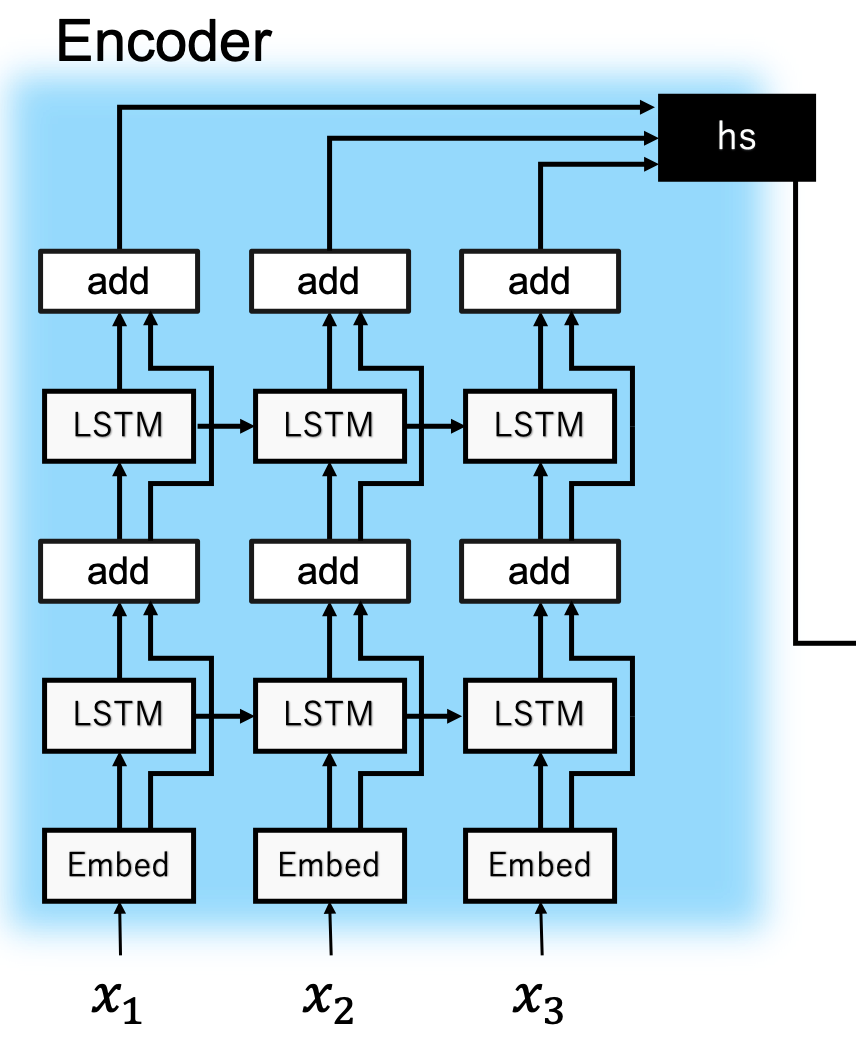 Encoder
hs
add add add
LSTM LSTM LSTM
add add add
LSTM LSTM LSTM
Embed Embed Embed
x₁ x₂ x₃